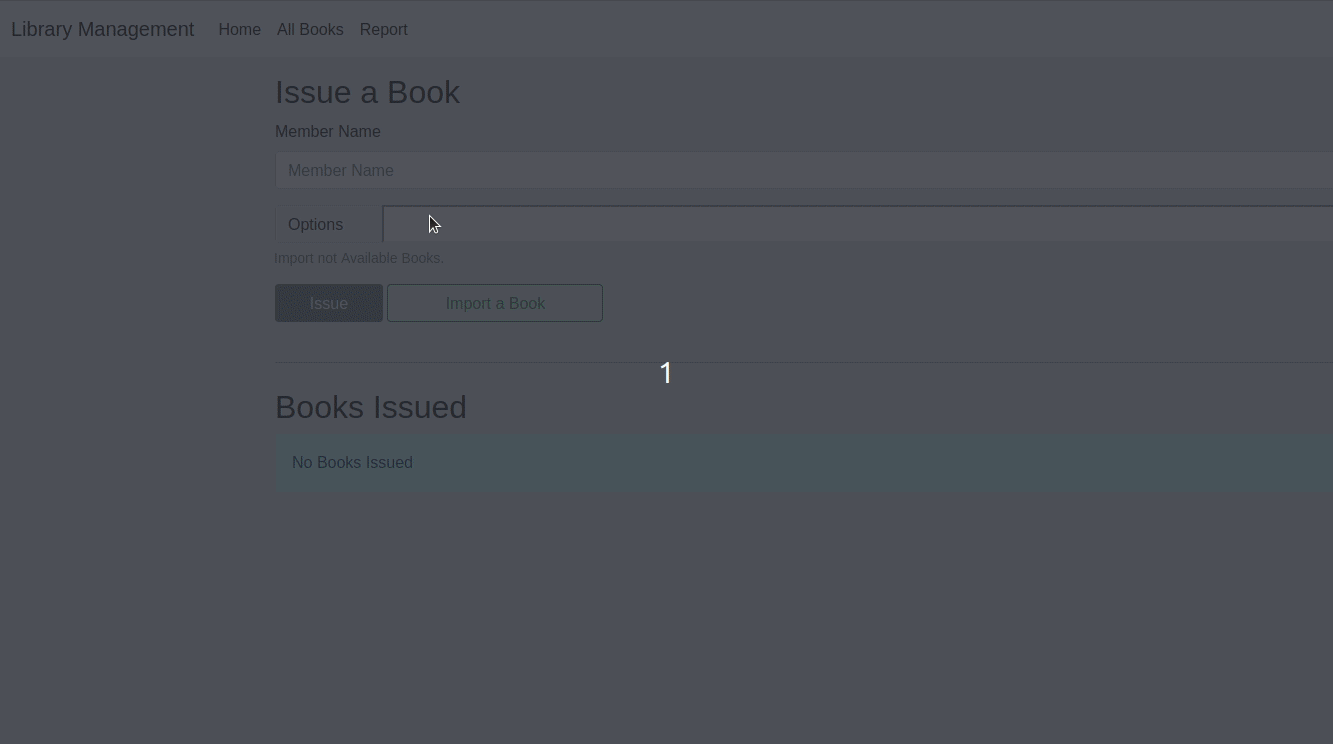 Library Management Home All Books Report
Issue a Book
Member Name
Member Name
Options
Import not Available Books.
Issue Import a Book
1
Books Issued
No Books Issued